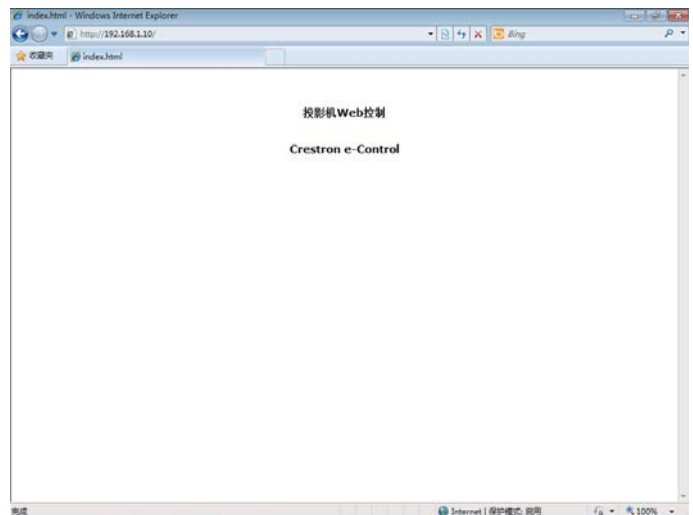 index.html - Windows Internet Explorer
http://192.168.1.10/
Bing
收藏夹
index.html
投影机Web控制
Crestron e-Control
完成
Internet | 保护模式: 启用
100%